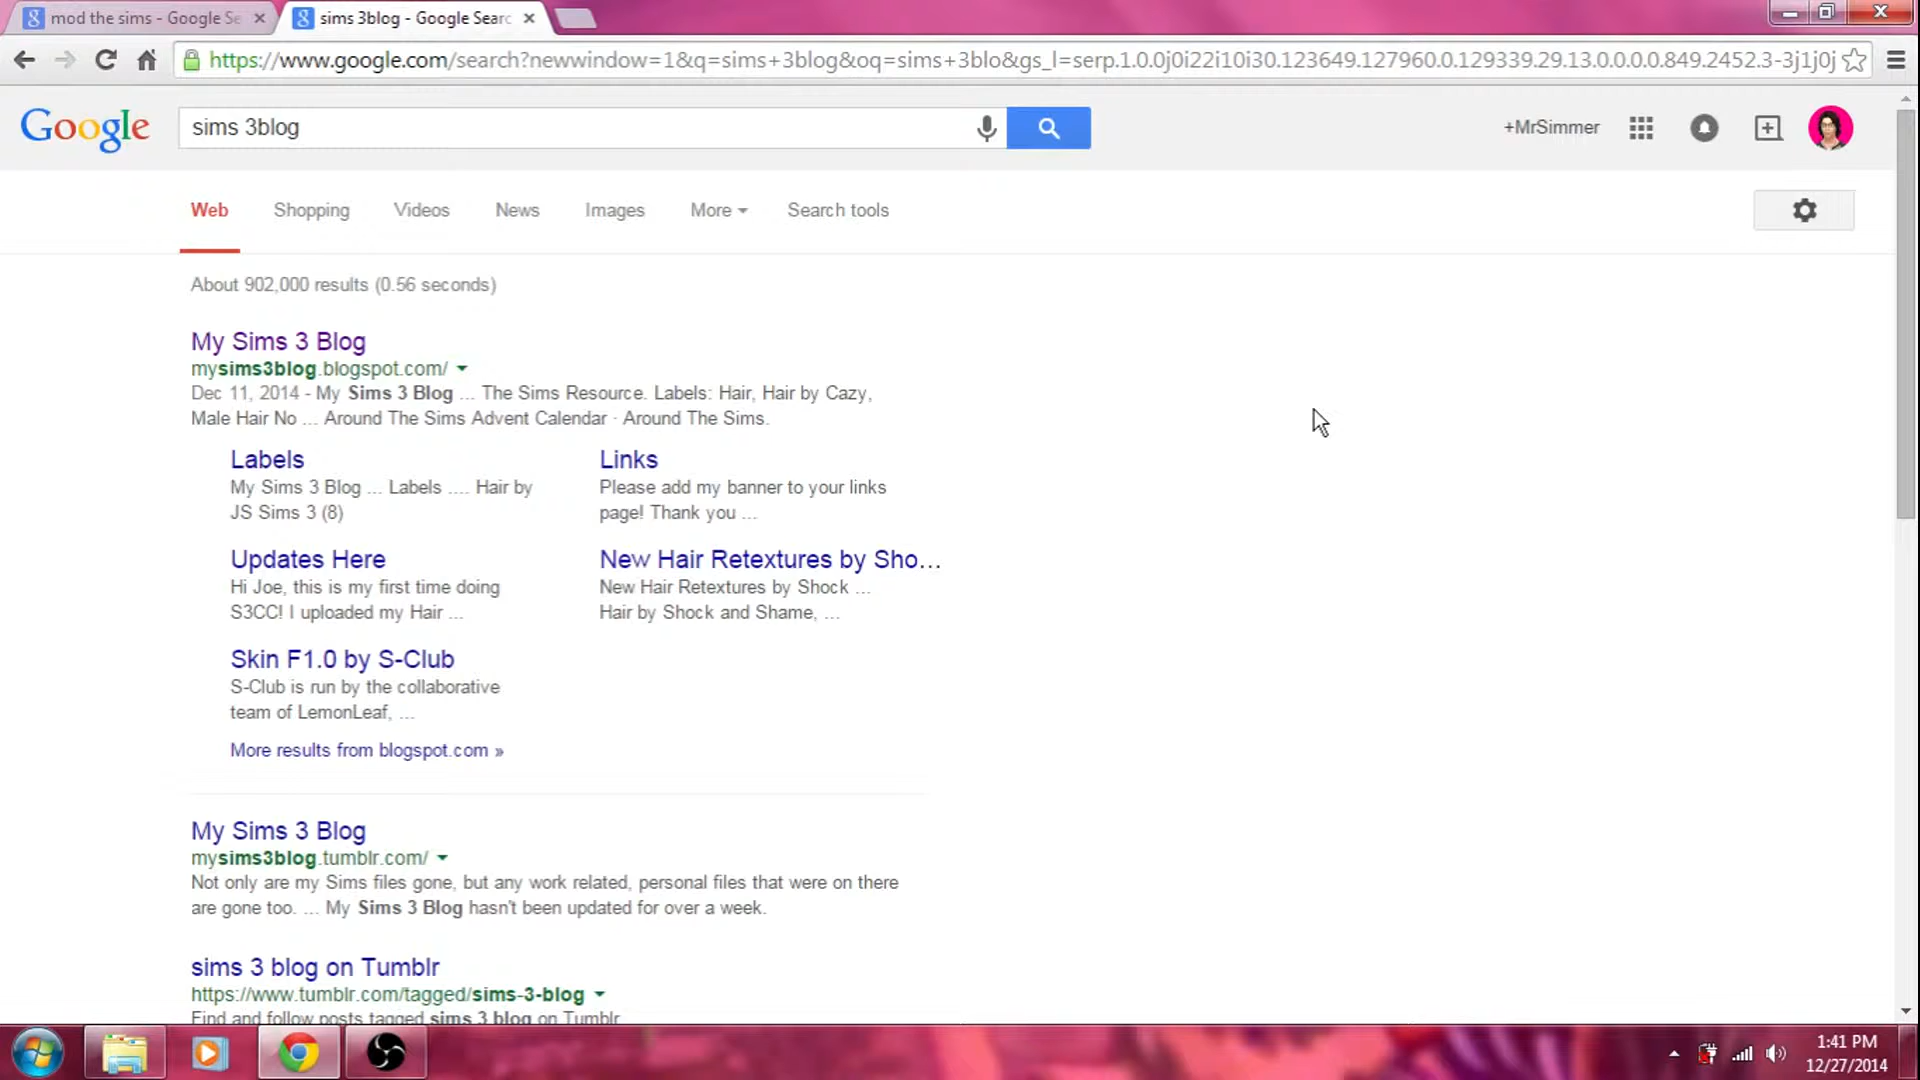 mod the sims - Google Se
sims 3blog - Google Searc
https://www.google.com/search?newwindow=1&q=sims+3blog&oq=sims+3blo&gs_l=serp.1.0.0j0i22i10i30.123649.127960.0.129339.29.13.0.0.0.0.849.2452.3-3j1j0j
Google
sims 3blog
+MrSimmer
Web Shopping Videos News Images More Search tools
About 902,000 results (0.56 seconds)
My Sims 3 Blog
mysims3blog.blogspot.com/
Dec 11, 2014 - My Sims 3 Blog ... The Sims Resource. Labels: Hair, Hair by Cazy,
Male Hair No ... Around The Sims Advent Calendar · Around The Sims.
Labels
My Sims 3 Blog ... Labels .... Hair by
JS Sims 3 (8)
Links
Please add my banner to your links
page! Thank you ...
Updates Here
Hi Joe, this is my first time doing
S3CC! I uploaded my Hair ...
New Hair Retextures by Sho...
New Hair Retextures by Shock ...
Hair by Shock and Shame, ...
Skin F1.0 by S-Club
S-Club is run by the collaborative
team of LemonLeaf, ...
More results from blogspot.com »
My Sims 3 Blog
mysims3blog.tumblr.com/
Not only are my Sims files gone, but any work related, personal files that were on there
are gone too. ... My Sims 3 Blog hasn't been updated for over a week.
sims 3 blog on Tumblr
https://www.tumblr.com/tagged/sims-3-blog
Find and follow posts tagged sims 3 blog on Tumblr
1:41 PM
12/27/2014